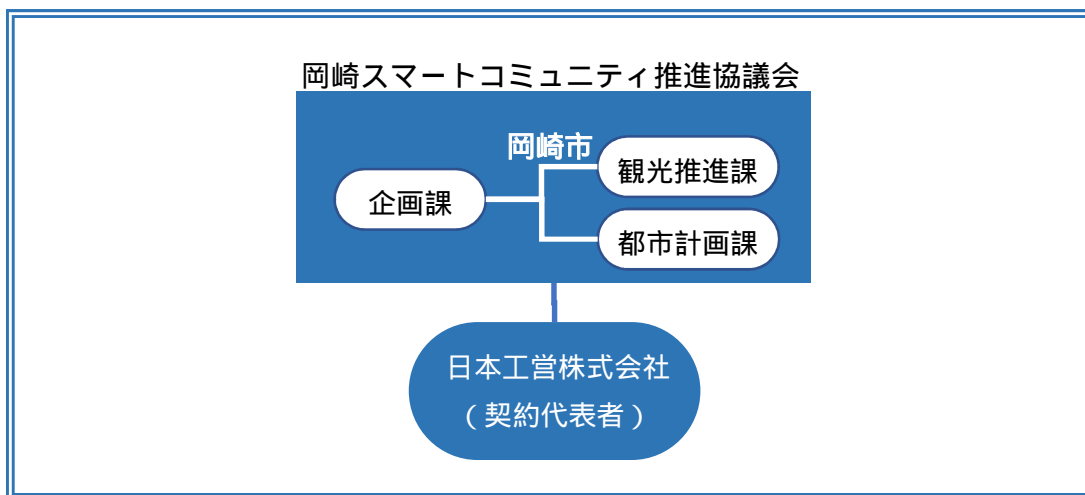 岡崎スマートコミュニティ推進協議会
岡崎市
企画課
観光推進課
都市計画課
日本工営株式会社
（契約代表者）